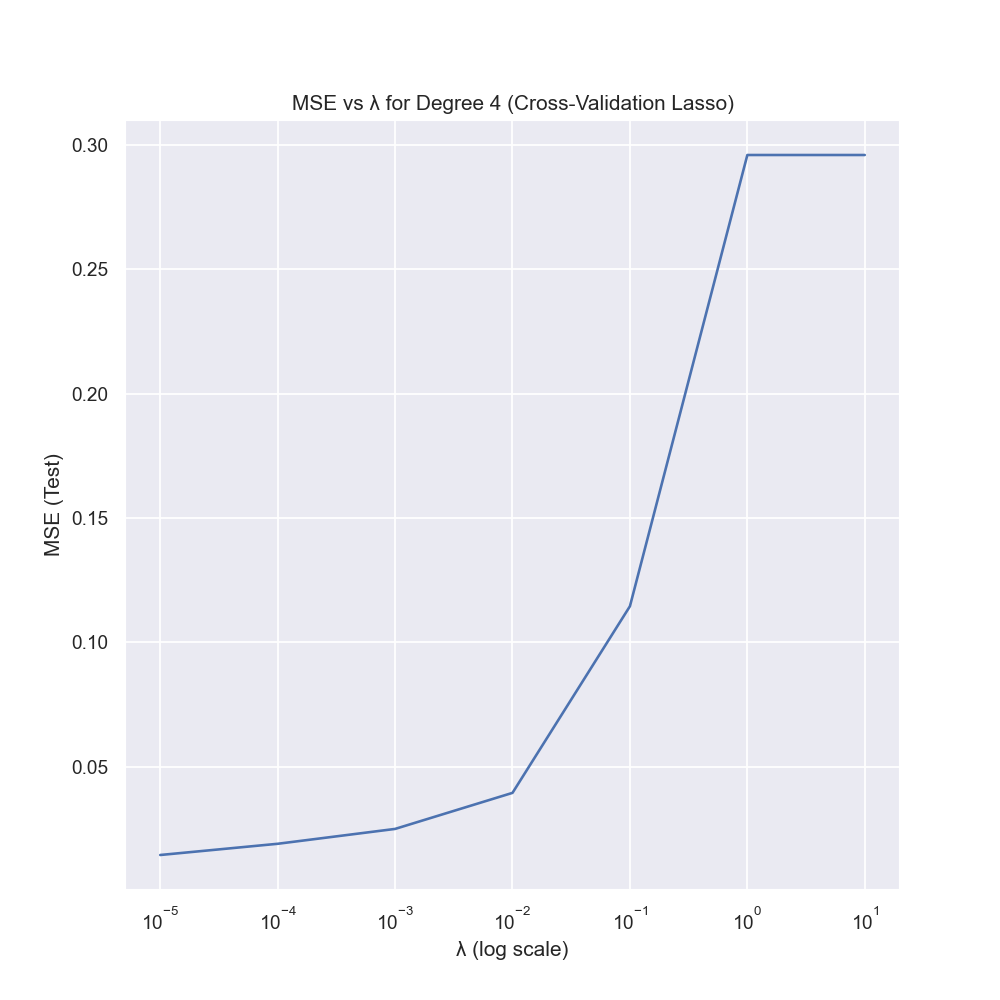 MSE vs λ for Degree 4 (Cross-Validation Lasso)
0.30
0.25
0.20
0.15
0.10
0.05
MSE (Test)
10⁻⁵ 10⁻⁴ 10⁻³ 10⁻² 10⁻¹ 10⁰ 10¹
λ (log scale)